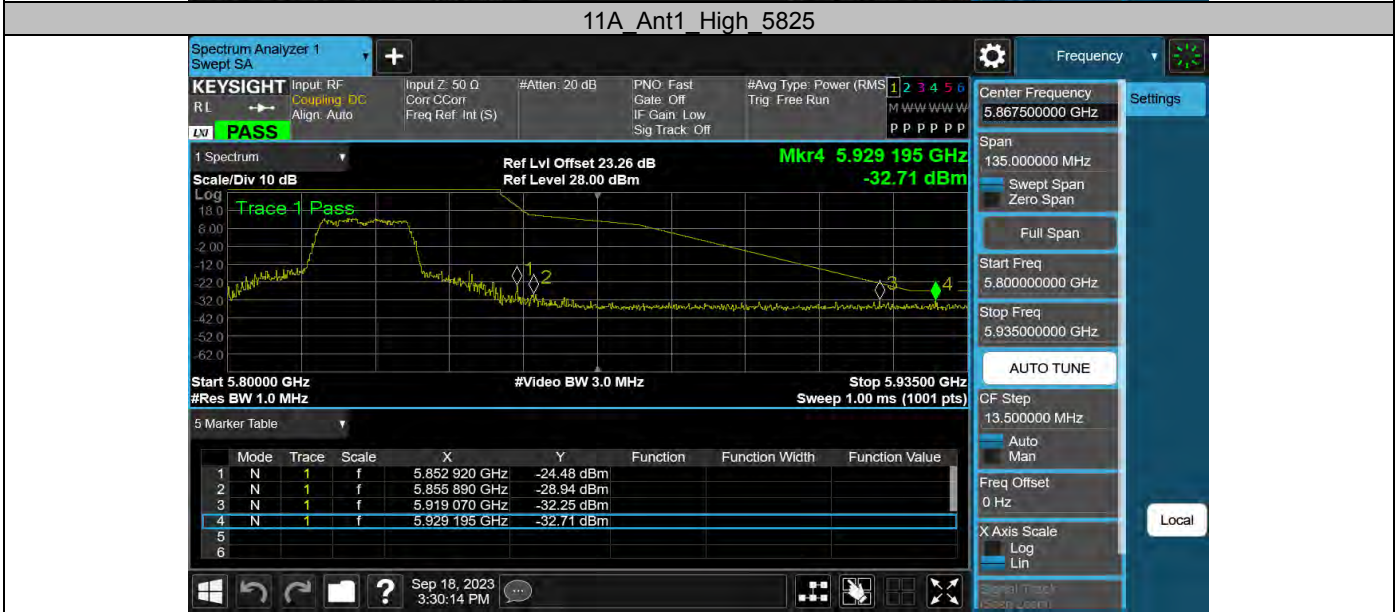 11A_Ant1_High_5825
Spectrum Analyzer 1
Swept SA
+
Frequency
KEYSIGHT
RL
LXI PASS
Input: RF
Coupling: DC
Align: Auto
Input Z: 50 Ω
Corr CCorr
Freq Ref: Int (S)
#Atten: 20 dB
PNO: Fast
Gate: Off
IF Gain: Low
Sig Track: Off
#Avg Type: Power (RMS
Trig: Free Run
1 2 3 4 5 6
M W W W W W
P P P P P P
1 Spectrum
Scale/Div 10 dB
Ref Lvl Offset 23.26 dB
Ref Level 28.00 dBm
Mkr4 5.929 195 GHz
-32.71 dBm
Log
Trace 1 Pass
18.0
8.00
-2.00
-12.0
-22.0
-32.0
-42.0
-52.0
-62.0
1
2
3
4
Start 5.80000 GHz
#Res BW 1.0 MHz
#Video BW 3.0 MHz
Stop 5.93500 GHz
Sweep 1.00 ms (1001 pts)
5 Marker Table
Mode Trace Scale X Y Function Function Width Function Value
1 N 1 f 5.852 920 GHz -24.48 dBm
2 N 1 f 5.855 890 GHz -28.94 dBm
3 N 1 f 5.919 070 GHz -32.25 dBm
4 N 1 f 5.929 195 GHz -32.71 dBm
5
6
?
Sep 18, 2023
3:30:14 PM
Center Frequency
5.867500000 GHz
Span
135.000000 MHz
Swept Span
Zero Span
Full Span
Start Freq
5.800000000 GHz
Stop Freq
5.935000000 GHz
AUTO TUNE
CF Step
13.500000 MHz
Auto
Man
Freq Offset
0 Hz
X Axis Scale
Log
Lin
Signal Track
(Span Zoom)
Settings
Local